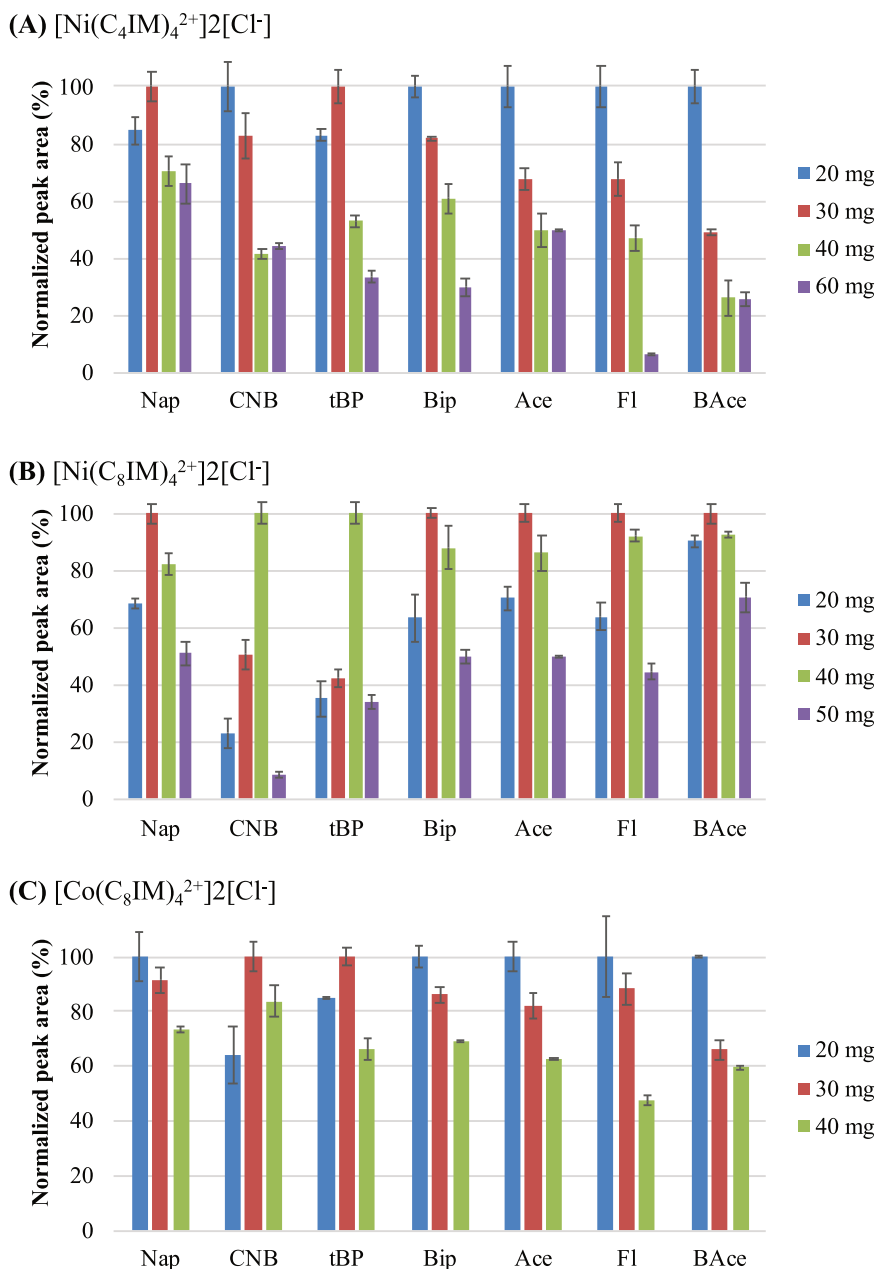 (A) [Ni(C₄IM)₄²⁺]2[Cl⁻]
Normalized peak area (%)
100
80
60
40
20
0
Nap CNB tBP Bip Ace Fl BAce
20 mg
30 mg
40 mg
60 mg
(B) [Ni(C₈IM)₄²⁺]2[Cl⁻]
Normalized peak area (%)
100
80
60
40
20
0
Nap CNB tBP Bip Ace Fl BAce
20 mg
30 mg
40 mg
50 mg
(C) [Co(C₈IM)₄²⁺]2[Cl⁻]
Normalized peak area (%)
100
80
60
40
20
0
Nap CNB tBP Bip Ace Fl BAce
20 mg
30 mg
40 mg